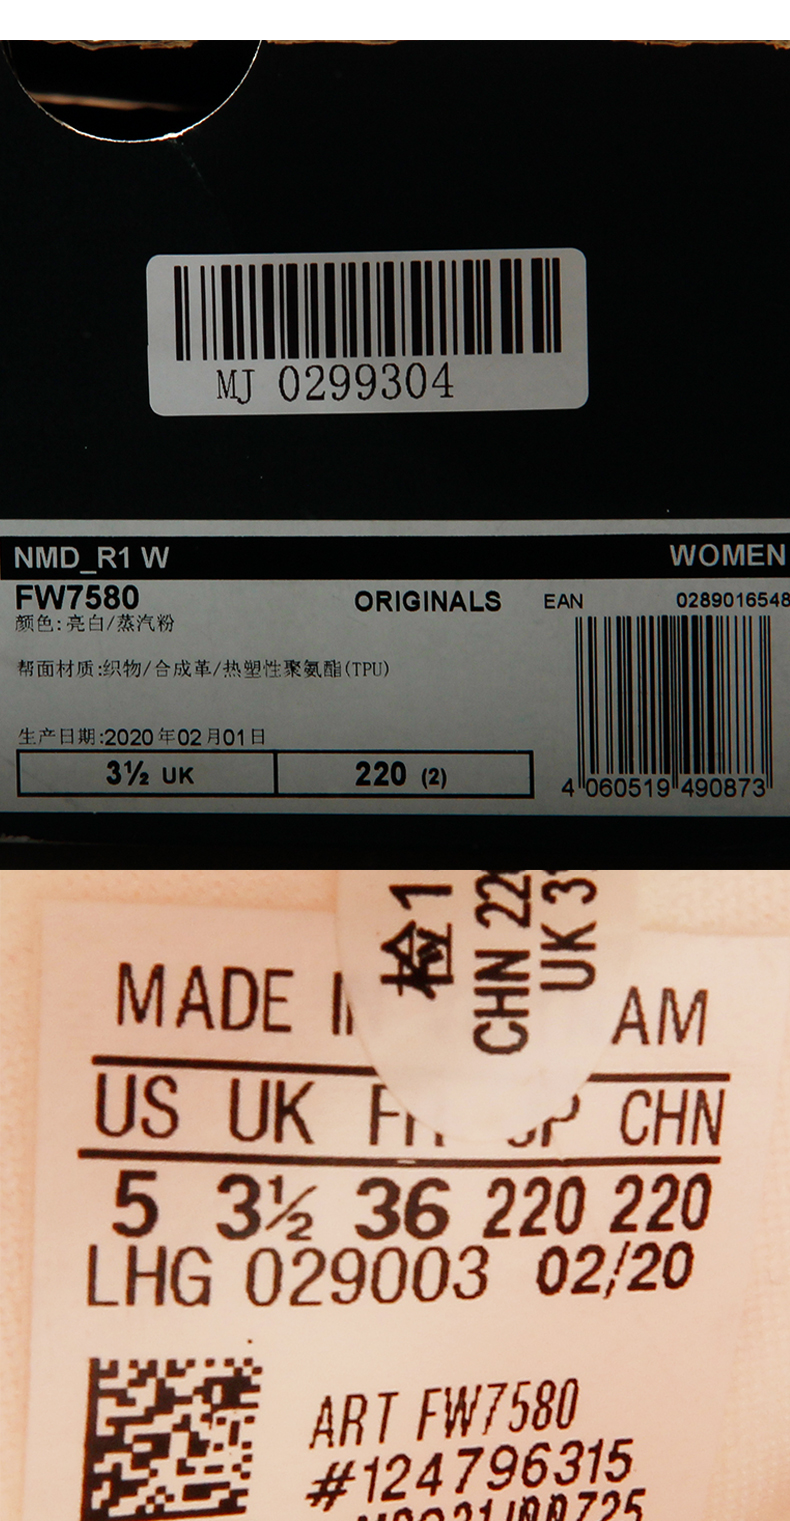 MJ 0299304
NMD_R1 W WOMEN
FW7580 ORIGINALS EAN 0289016548
颜色:亮白/蒸汽粉
帮面材质:织物/合成革/热塑性聚氨酯(TPU)
生产日期:2020年02月01日
3½ UK 220 (2)
4 060519 490873
检1
CHN 22
UK 3
MADE AM
US UK CHN
5 3½ 36 220 220
LHG 029003 02/20
ART FW7580
#124796315